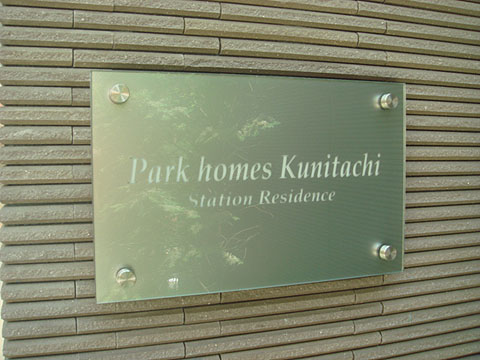 Park homes Kunitachi
Station Residence